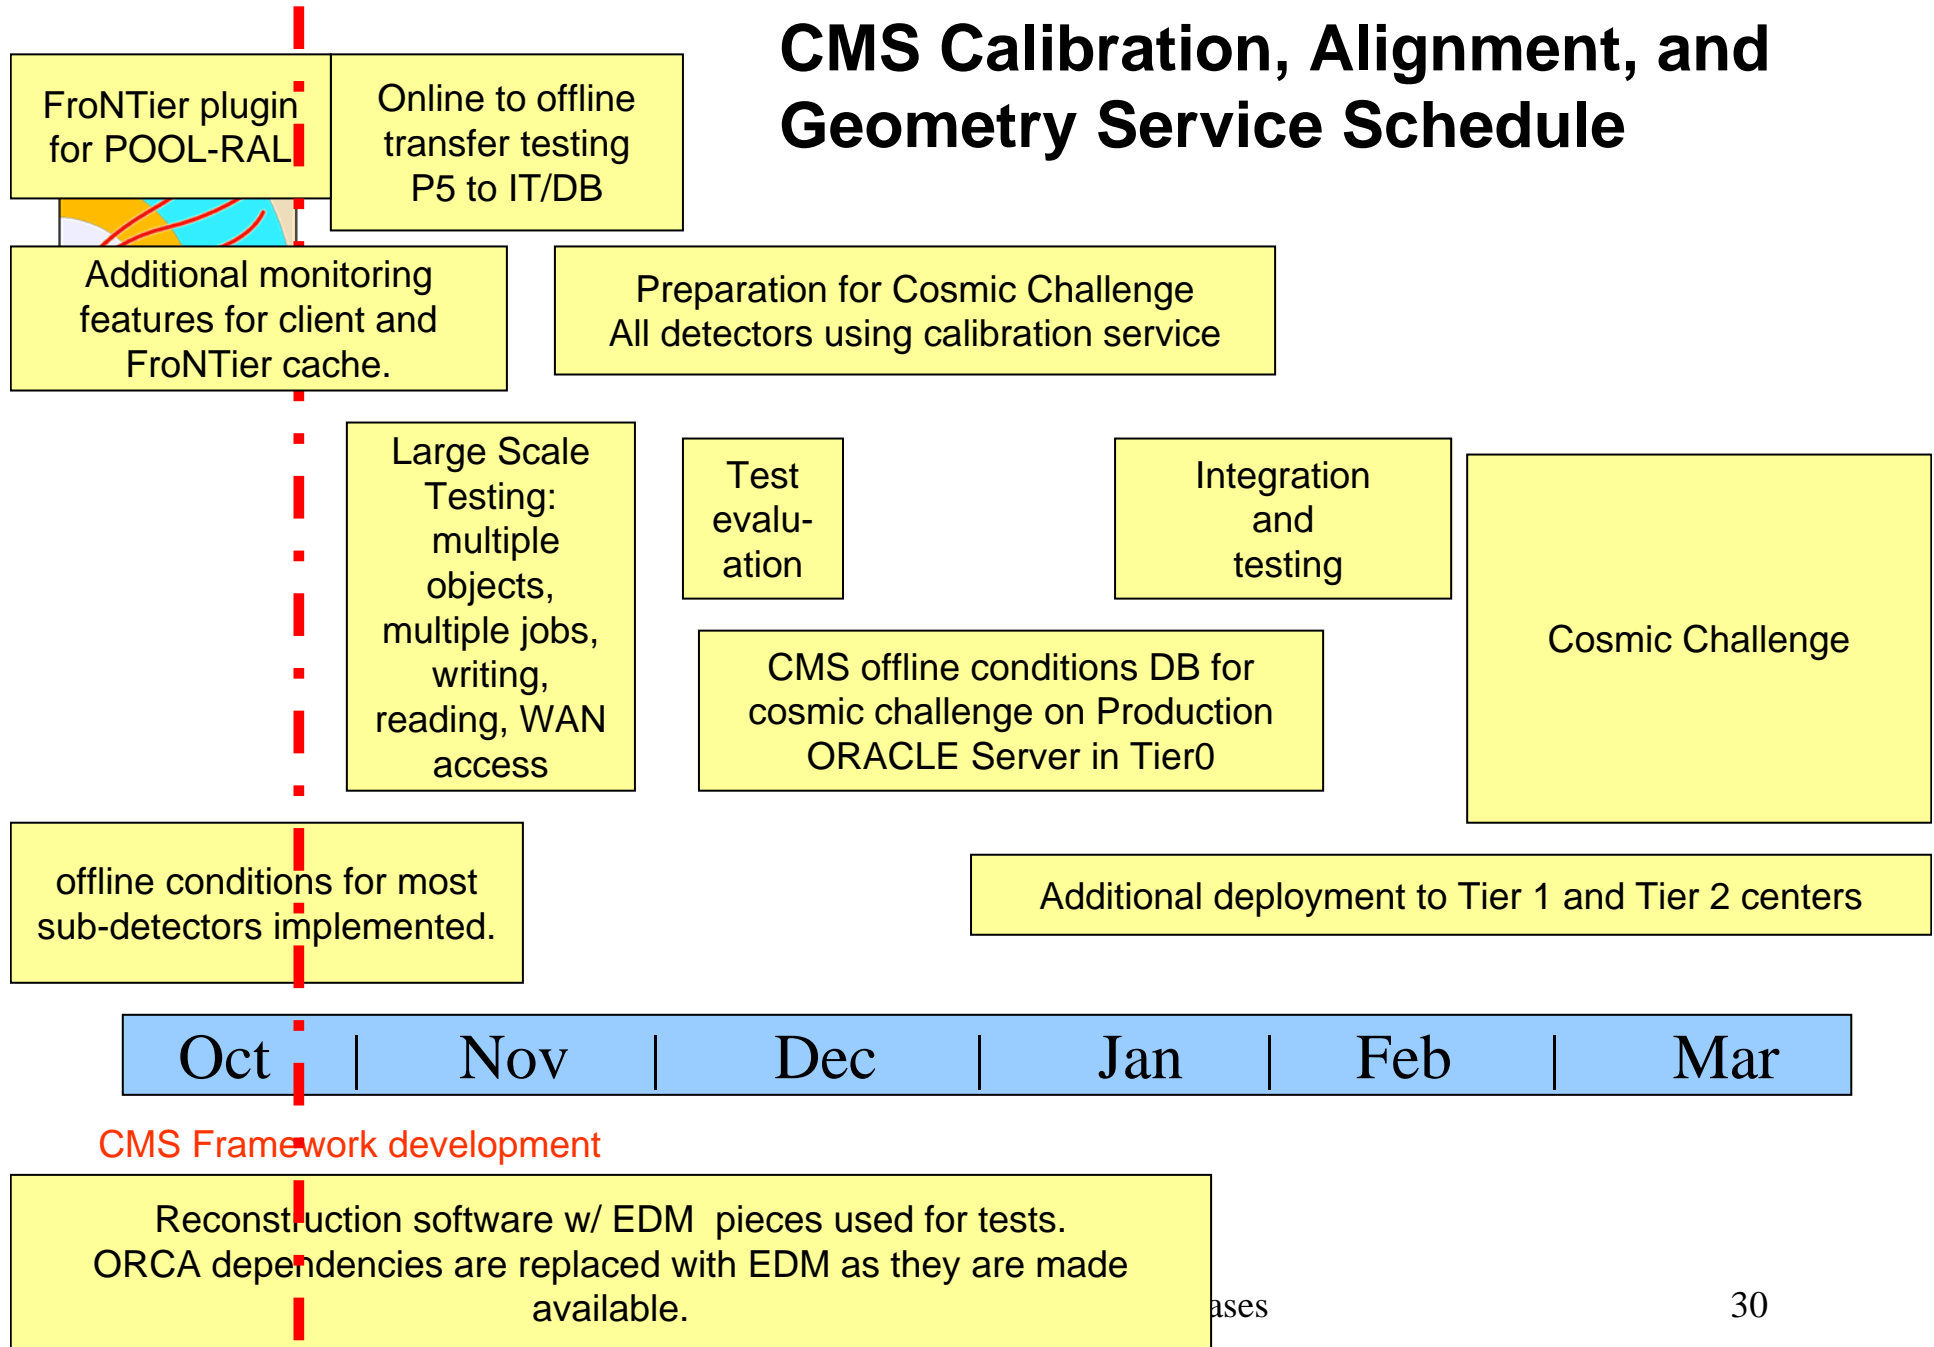 CMS Calibration, Alignment, and
Geometry Service Schedule
FroNTier plugin
for POOL-RAL
Online to offline
transfer testing
P5 to IT/DB
Additional monitoring
features for client and
FroNTier cache.
Preparation for Cosmic Challenge
All detectors using calibration service
Large Scale
Testing:
multiple
objects,
multiple jobs,
writing,
reading, WAN
access
Test
evalu-
ation
Integration
and
testing
Cosmic Challenge
CMS offline conditions DB for
cosmic challenge on Production
ORACLE Server in Tier0
offline conditions for most
sub-detectors implemented.
Additional deployment to Tier 1 and Tier 2 centers
Oct | Nov | Dec | Jan | Feb | Mar
CMS Framework development
Reconstruction software w/ EDM pieces used for tests.
ORCA dependencies are replaced with EDM as they are made
available.
30